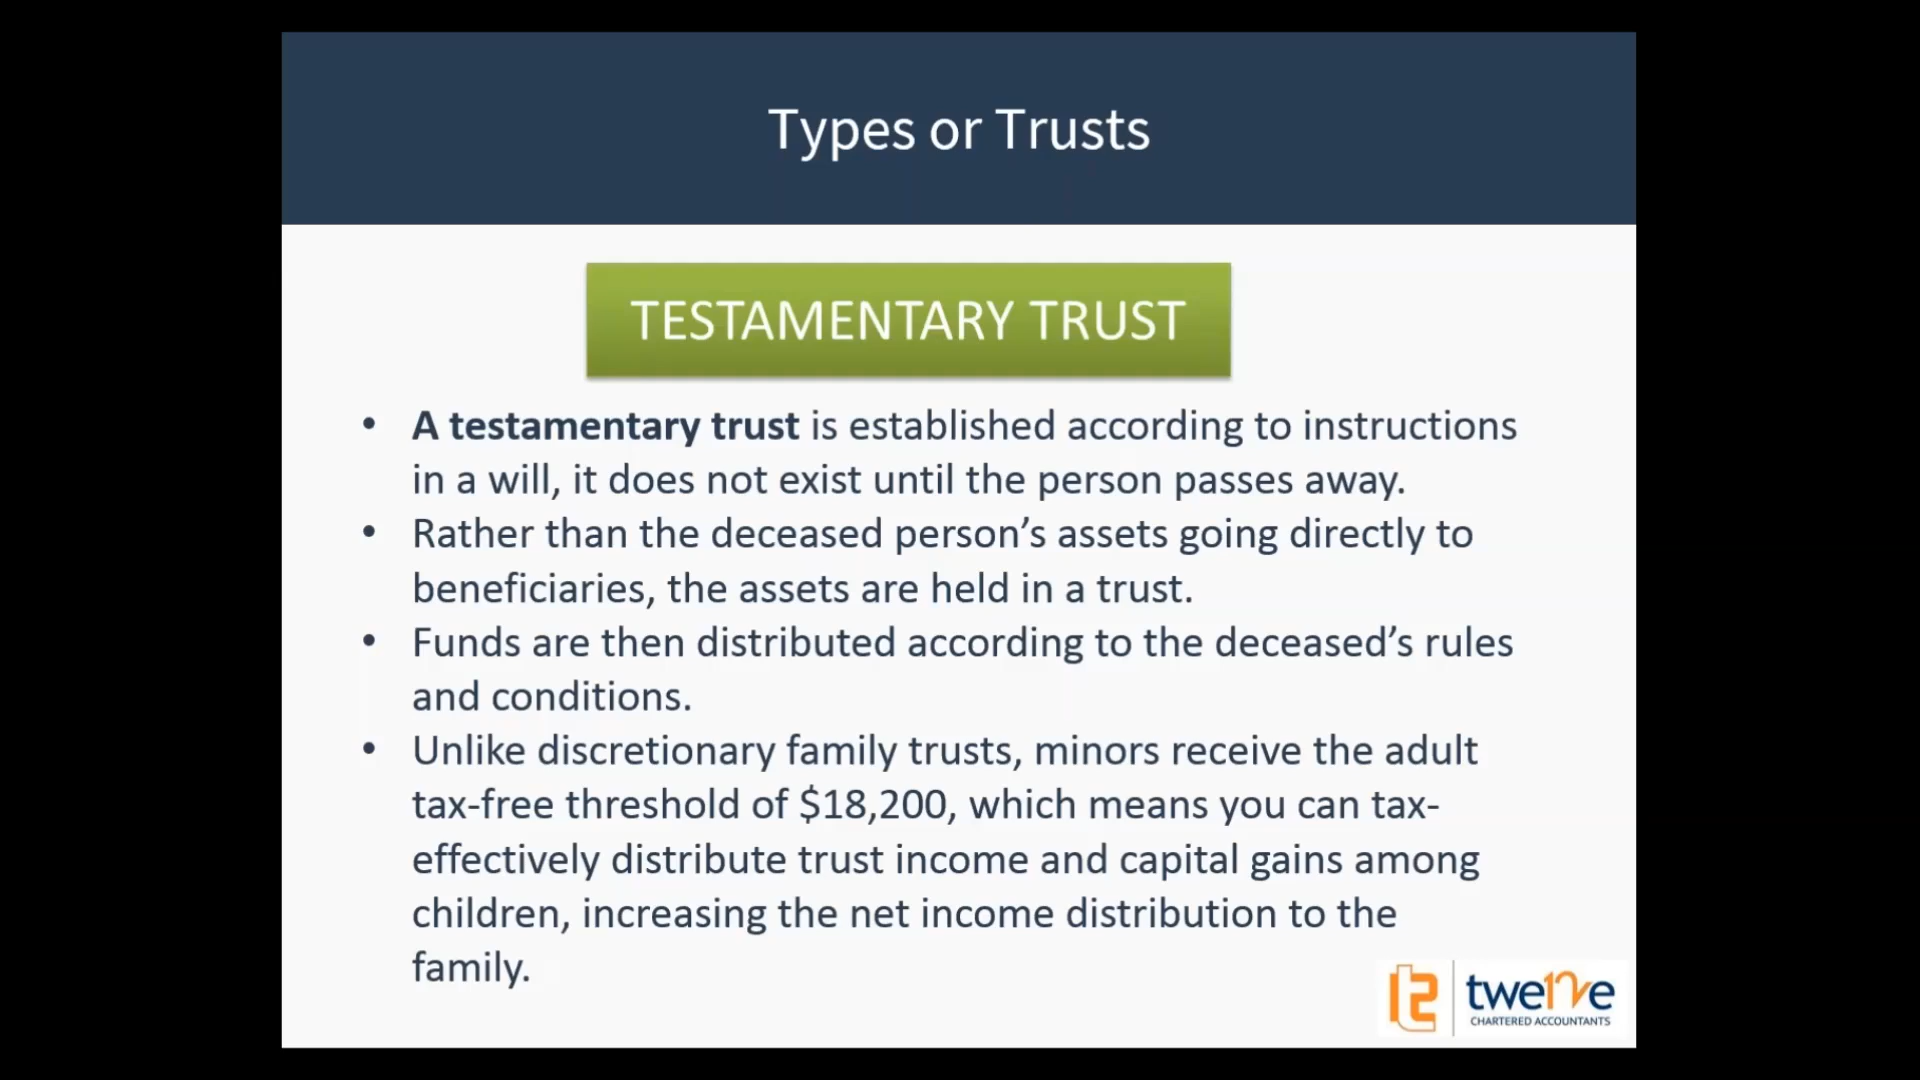 Types or Trusts
TESTAMENTARY TRUST
• A testamentary trust is established according to instructions
in a will, it does not exist until the person passes away.
• Rather than the deceased person’s assets going directly to
beneficiaries, the assets are held in a trust.
• Funds are then distributed according to the deceased’s rules
and conditions.
• Unlike discretionary family trusts, minors receive the adult
tax-free threshold of $18,200, which means you can tax-
effectively distribute trust income and capital gains among
children, increasing the net income distribution to the
family.
twe12ve
CHARTERED ACCOUNTANTS